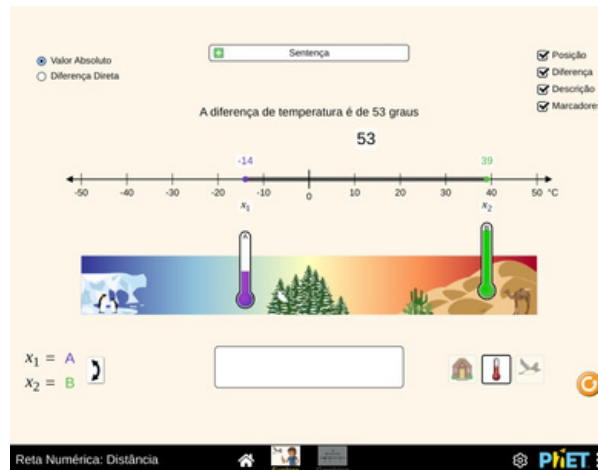 Valor Absoluto
Diferença Direta
Sentença
Posição
Diferença
Descrição
Marcadore
A diferença de temperatura é de 53 graus
53
-14 39
-50 -40 -30 -20 -10 0 10 20 30 40 50 °C
x₁ x₂
A B
x₁ = A
x₂ = B
Reta Numérica: Distância
PhET